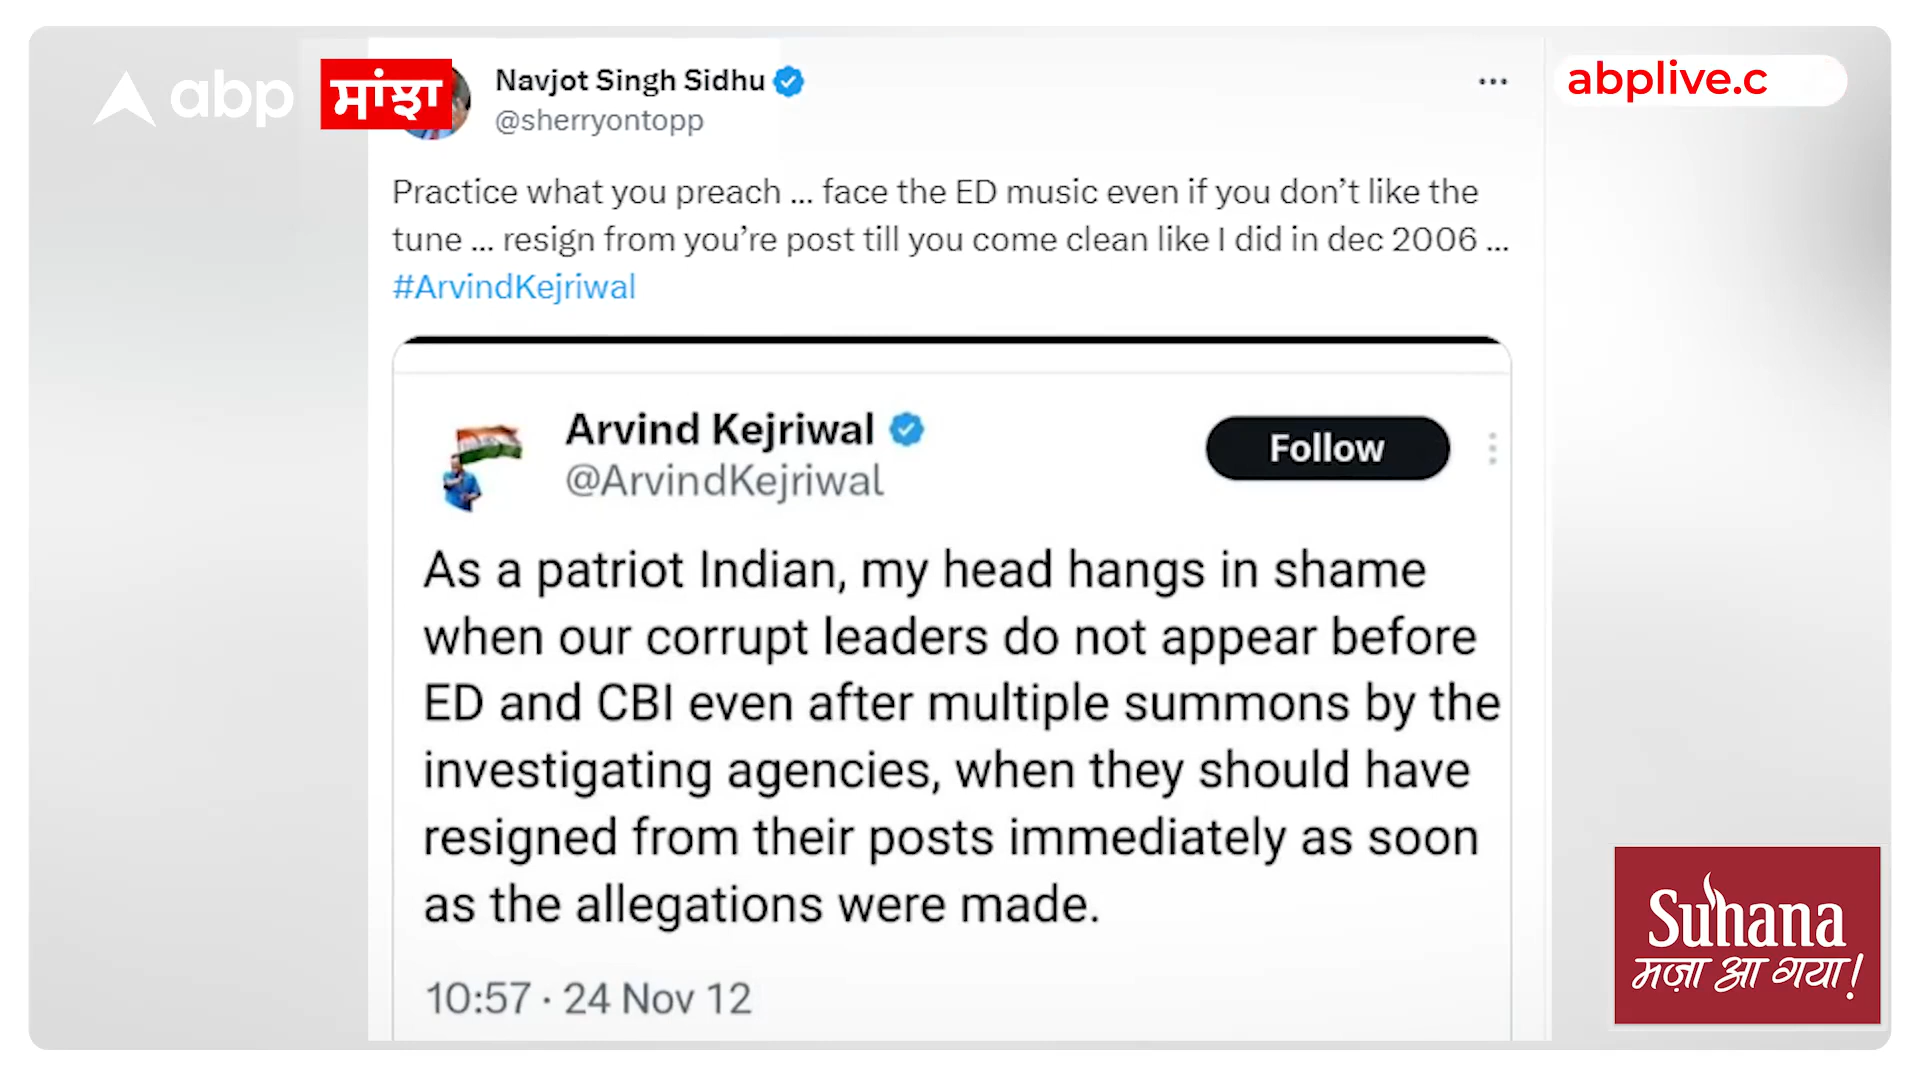 abp ਸਾਂਝਾ
abplive.c
Navjot Singh Sidhu
@sherryontopp
Practice what you preach ... face the ED music even if you don’t like the
tune ... resign from you’re post till you come clean like I did in dec 2006 ...
#ArvindKejriwal
Arvind Kejriwal
@ArvindKejriwal
Follow
As a patriot Indian, my head hangs in shame
when our corrupt leaders do not appear before
ED and CBI even after multiple summons by the
investigating agencies, when they should have
resigned from their posts immediately as soon
as the allegations were made.
10:57 · 24 Nov 12
Suhana
मज़ा आ गया!